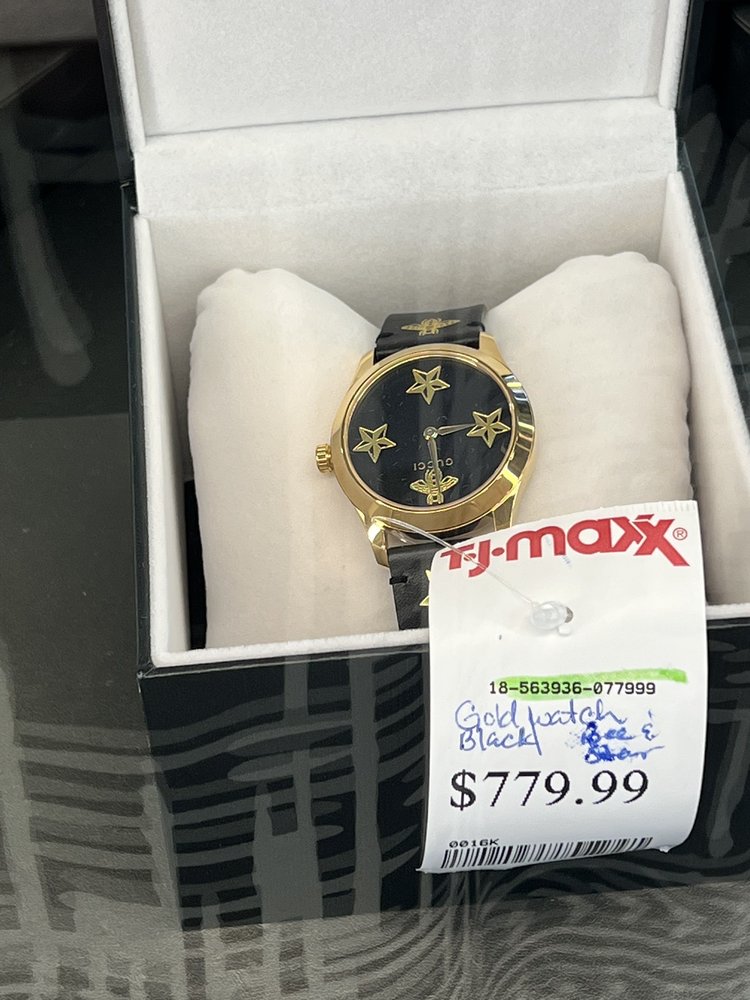 GUCCI
T.J.maxx®
18-563936-077999
Gold watch
Black Bee &
Star
$779.99
0016K